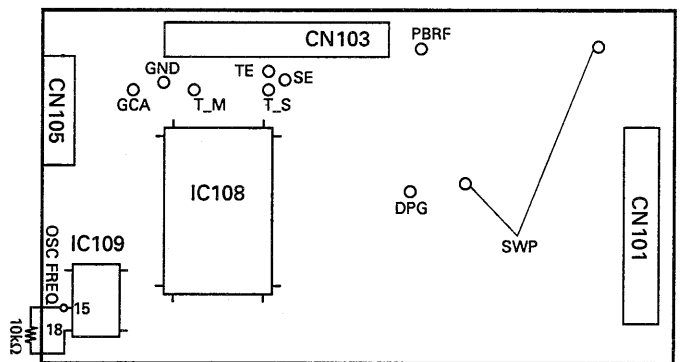 CN103
PBRF
GND
TE
SE
GCA
T_M
T_S
CN105
IC108
DPG
SWP
CN101
OSC FREQ
IC109
15
18
10kΩ